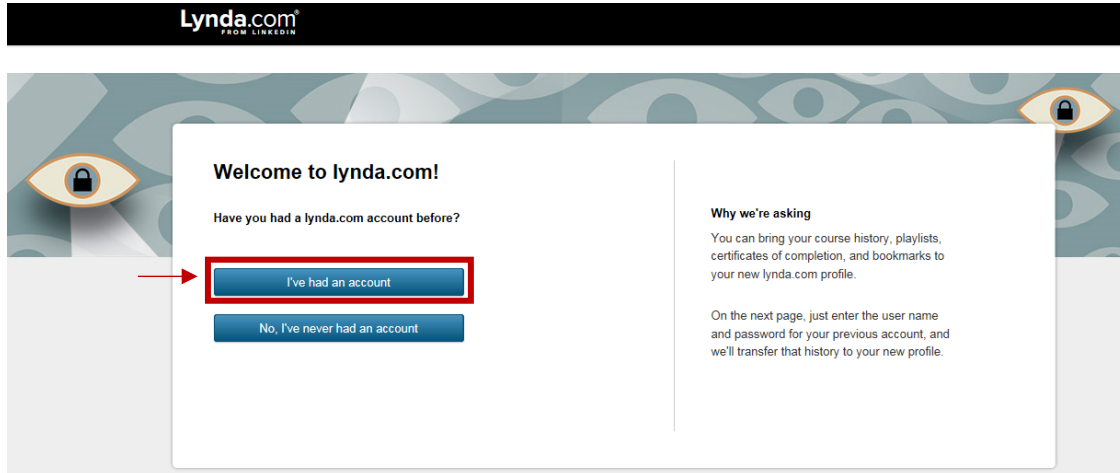 Lynda.com®
FROM LINKEDIN
Welcome to lynda.com!
Have you had a lynda.com account before?
I've had an account
No, I've never had an account
Why we're asking
You can bring your course history, playlists,
certificates of completion, and bookmarks to
your new lynda.com profile.
On the next page, just enter the user name
and password for your previous account, and
we'll transfer that history to your new profile.